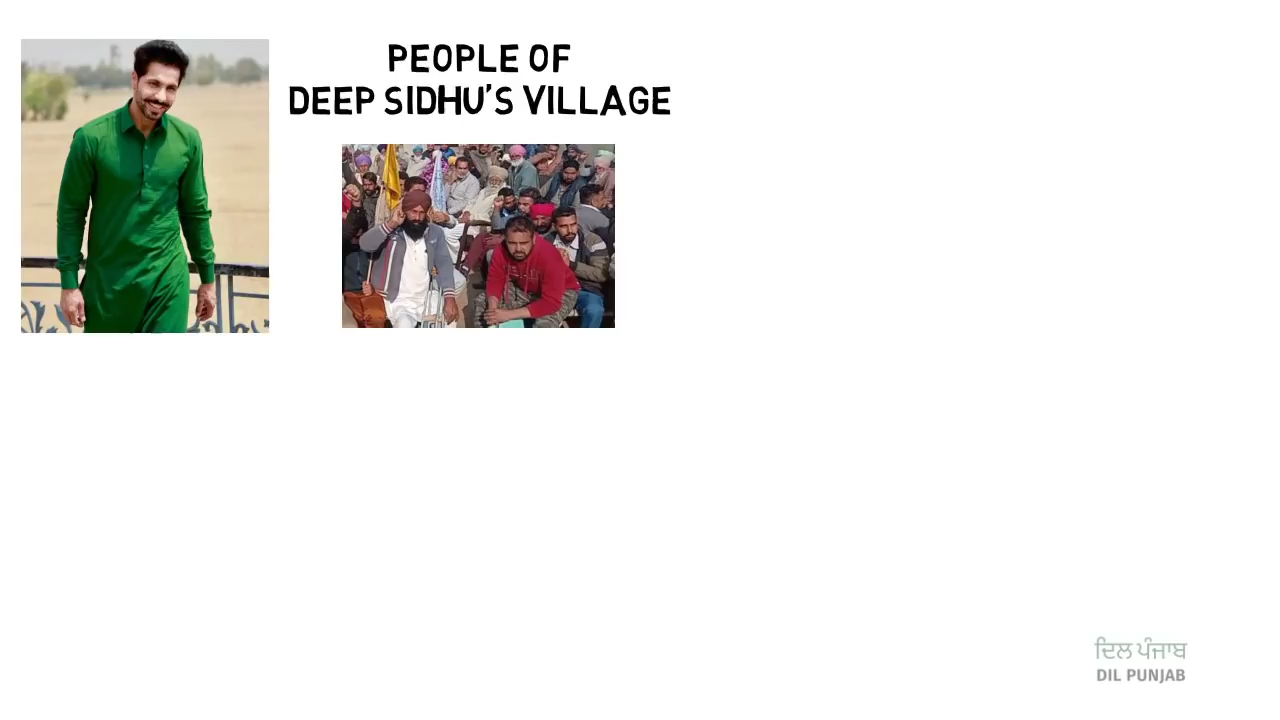 PEOPLE OF
DEEP SIDHU'S VILLAGE
ਦਿਲ ਪੰਜਾਬ
DIL PUNJAB